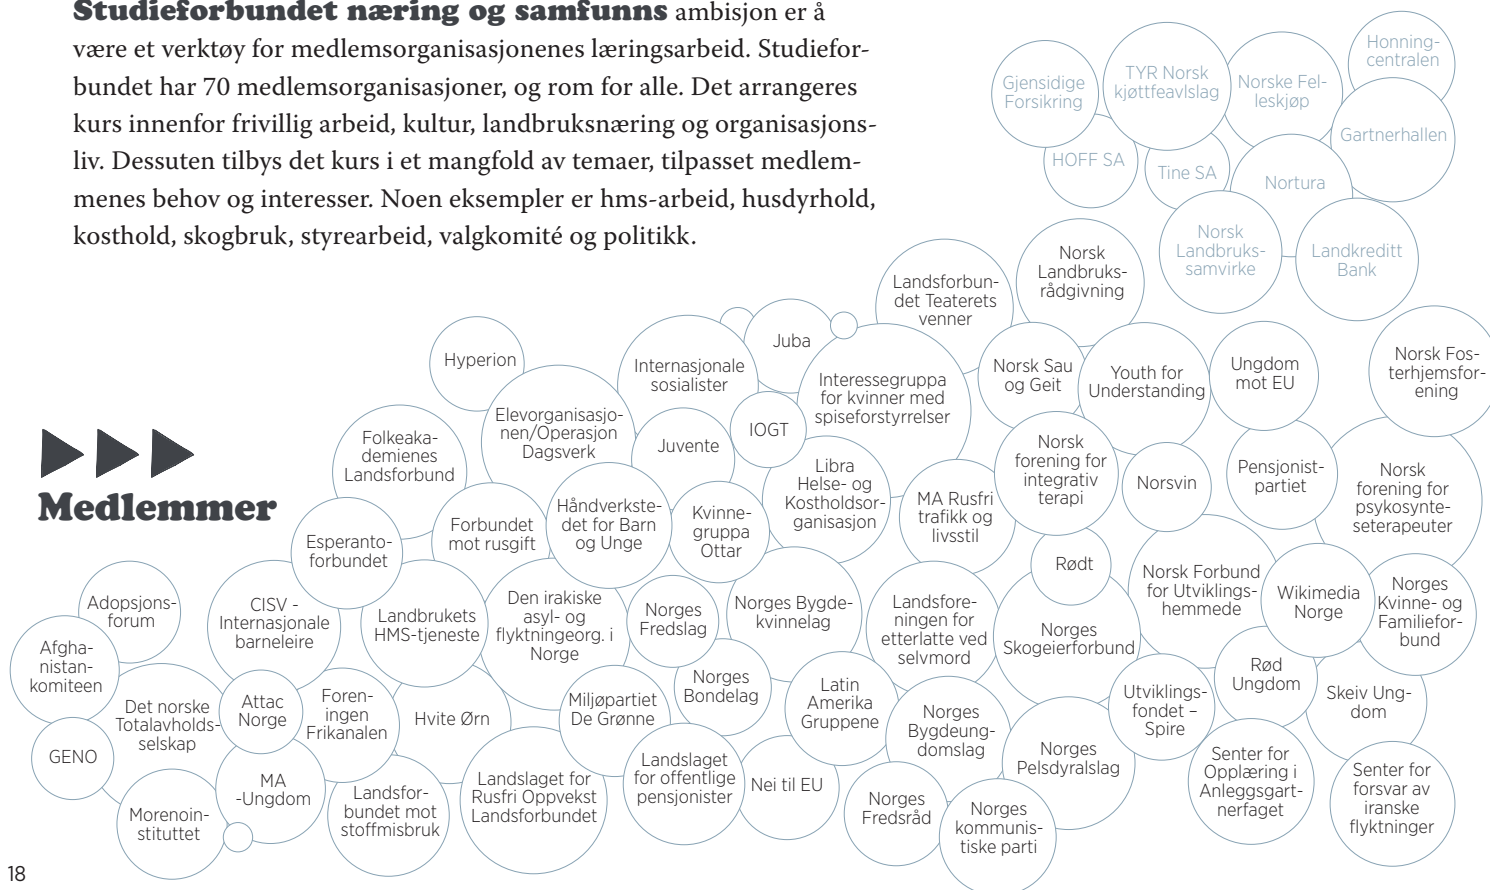 Studieforbundet næring og samfunns ambisjon er å
være et verktøy for medlemsorganisasjonenes læringsarbeid. Studiefor-
bundet har 70 medlemsorganisasjoner, og rom for alle. Det arrangeres
kurs innenfor frivillig arbeid, kultur, landbruksnæring og organisasjons-
liv. Dessuten tilbys det kurs i et mangfold av temaer, tilpasset medlem-
menes behov og interesser. Noen eksempler er hms-arbeid, husdyrhold,
kosthold, skogbruk, styrearbeid, valgkomité og politikk.
Gjensidige
Forsikring
TYR Norsk
kjøttfeavlslag
Norske Fel-
leskjøp
Honning-
centralen
Gartnerhallen
HOFF SA
Tine SA
Nortura
Norsk
Landbruks-
samvirke
Landkreditt
Bank
Landsforbun-
det Teaterets
venner
Norsk
Landbruks-
rådgivning
Hyperion
Internasjonale
sosialister
Juba
Interessegruppa
for kvinner med
spiseforstyrrelser
Norsk Sau
og Geit
Youth for
Understanding
Ungdom
mot EU
Norsk Fos-
terhjemsfor-
ening
Medlemmer
Folkeaka-
demienes
Landsforbund
Elevorganisasjo-
nen/Operasjon
Dagsverk
Juvente
IOGT
Libra
Helse- og
Kostholdsor-
ganisasjon
MA Rusfri
trafikk og
livsstil
Norsk
forening for
integrativ
terapi
Norsvin
Pensjonist-
partiet
Norsk
forening for
psykosynte-
seterapeuter
Esperanto-
forbundet
Forbundet
mot rusgift
Håndverkste-
det for Barn
og Unge
Kvinne-
gruppa
Ottar
Rødt
Adopsjons-
forum
CISV -
Internasjonale
barneleire
Landbrukets
HMS-tjeneste
Den irakiske
asyl- og
flyktningeorg. i
Norge
Norges
Fredslag
Norges Bygde-
kvinnelag
Landsfore-
ningen for
etterlatte ved
selvmord
Norges
Skogeierforbund
Norsk Forbund
for Utviklings-
hemmede
Wikimedia
Norge
Norges
Kvinne- og
Familiefor-
bund
Afgha-
nistan-
komiteen
Det norske
Totalavholds-
selskap
Attac
Norge
Foren-
ingen
Frikanalen
Hvite Ørn
Miljøpartiet
De Grønne
Norges
Bondelag
Latin
Amerika
Gruppene
Norges
Bygdeung-
domslag
Norges
Pelsdyralslag
Utviklings-
fondet –
Spire
Rød
Ungdom
Skeiv Ung-
dom
GENO
Morenoin-
stituttet
MA
-Ungdom
Landsfor-
bundet mot
stoffmisbruk
Landslaget for
Rusfri Oppvekst
Landsforbundet
Landslaget
for offentlige
pensjonister
Nei til EU
Norges
Fredsråd
Norges
kommunis-
tiske parti
Senter for
Opplæring i
Anleggsgart-
nerfaget
Senter for
forsvar av
iranske
flyktninger
18